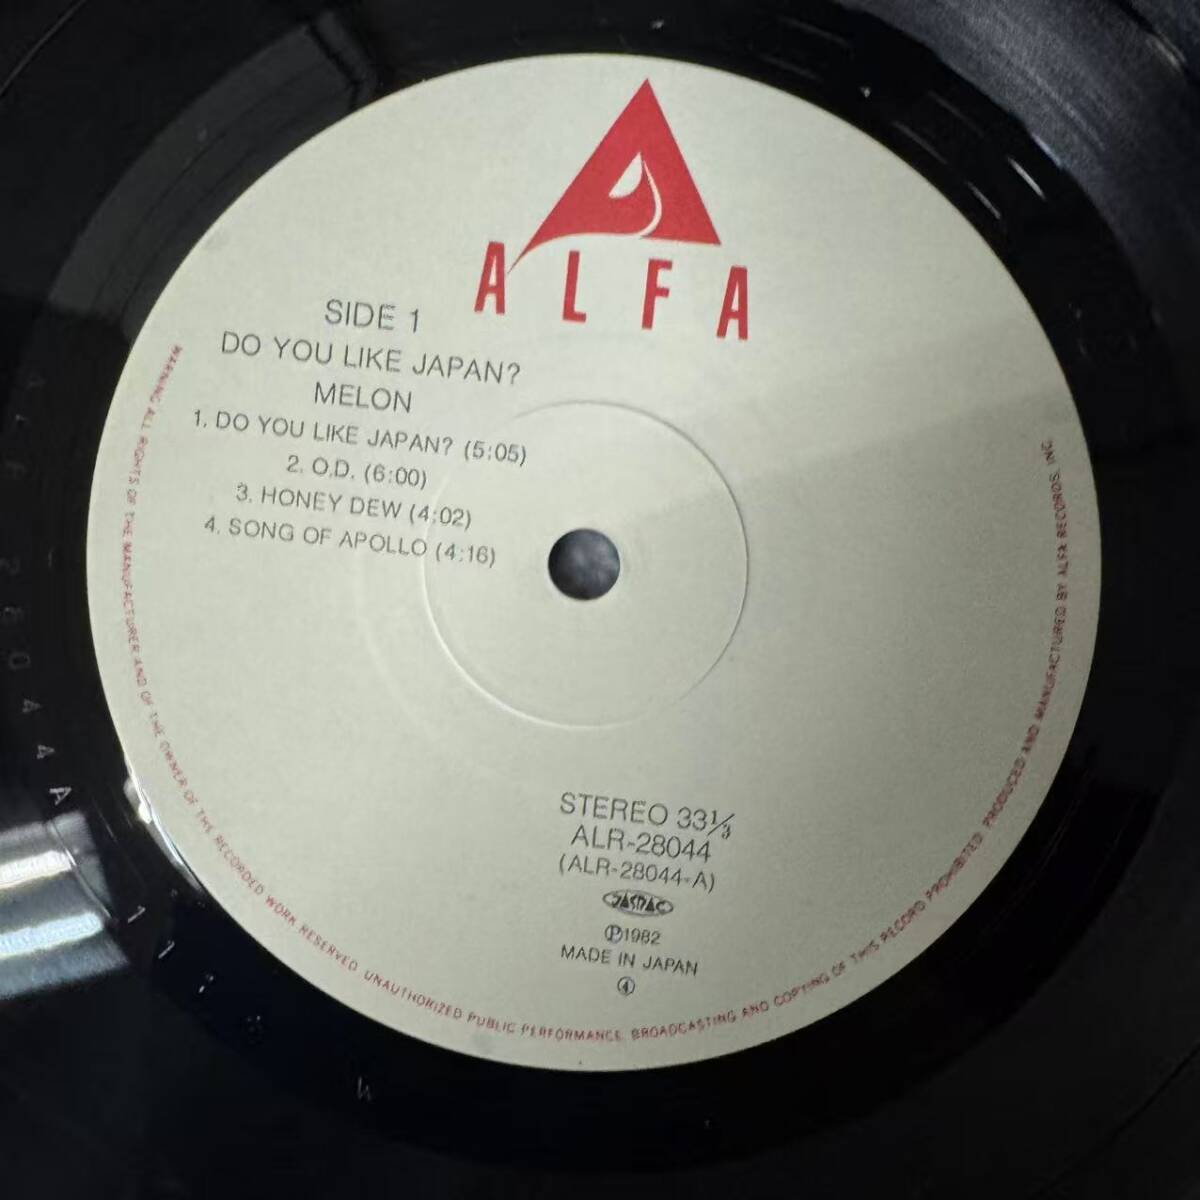 ALFA
SIDE 1
DO YOU LIKE JAPAN?
MELON
1. DO YOU LIKE JAPAN? (5:05)
2. O.D. (6:00)
3. HONEY DEW (4:02)
4. SONG OF APOLLO (4:16)
STEREO 33⅓
ALR-28044
(ALR-28044-A)
JASRAC
Ⓟ1982
MADE IN JAPAN
④
WARNING ALL RIGHTS OF THE MANUFACTURER AND OF THE OWNER OF THE RECORDED WORK RESERVED UNAUTHORIZED PUBLIC PERFORMANCE. BROADCASTING AND COPYING OF THIS RECORD PROHIBITED PRODUCED AND MANUFACTURED BY ALFA RECORDS, INC.